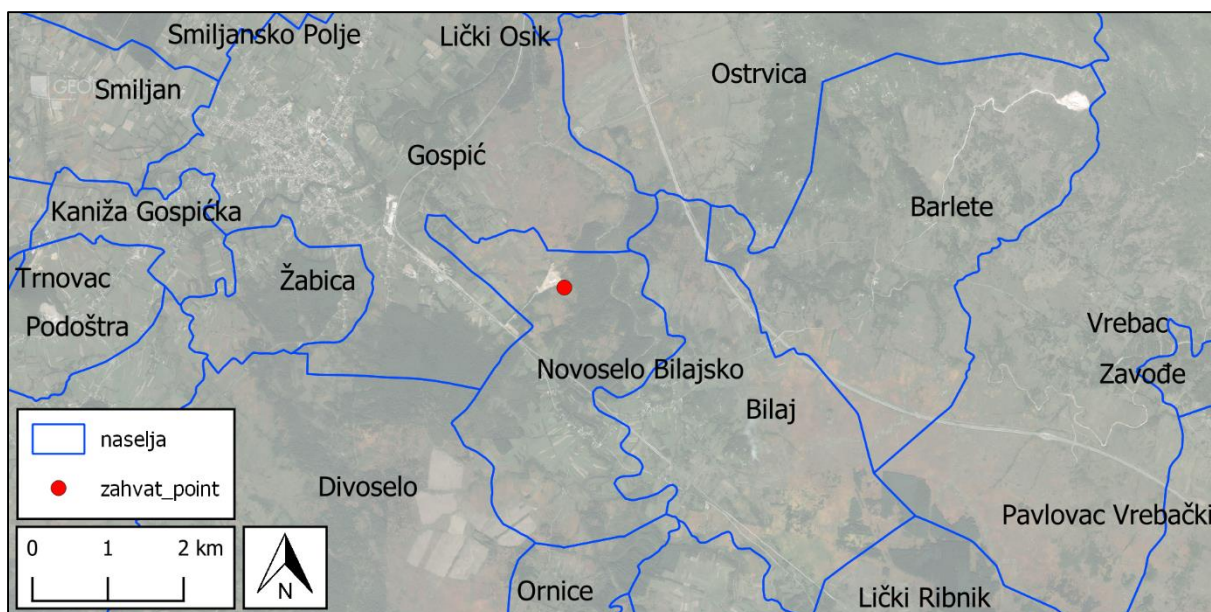 Smiljansko Polje
Lički Osik
Ostrvica
GEO
Smiljan
Gospić
Kaniža Gospićka
Barlete
Trnovac
Žabica
Podoštra
Vrebac
Novoselo Bilajsko
Zavođe
Bilaj
naselja
zahvat_point
Divoselo
Pavlovac Vrebački
0 1 2 km
N
Ornice
Lički Ribnik